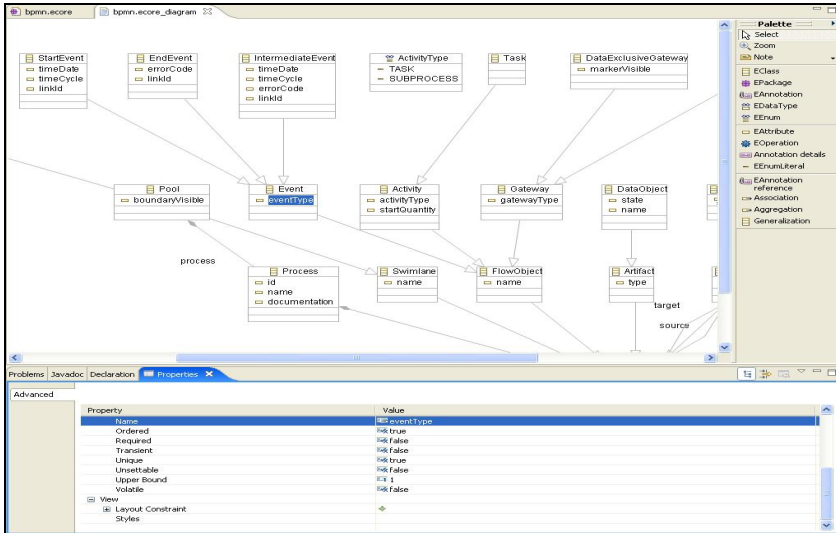 bpmn.ecore
bpmn.ecore_diagram
StartEvent
timeDate
timeCycle
linkId
EndEvent
errorCode
linkId
IntermediateEvent
timeDate
timeCycle
errorCode
linkId
ActivityType
TASK
SUBPROCESS
Task
DataExclusiveGateway
markerVisible
Pool
boundaryVisible
Event
eventType
Activity
activityType
startQuantity
Gateway
gatewayType
DataObject
state
name
process
Process
id
name
documentation
Swimlane
name
FlowObject
name
Artifact
type
target
source
Palette
Select
Zoom
Note
EClass
EPackage
EAnnotation
EDataType
EEnum
EAttribute
EOperation
Annotation details
EEnumLiteral
EAnnotation
reference
Association
Aggregation
Generalization
Problems Javadoc Declaration Properties
Advanced
Property Value
Name eventType
Ordered true
Required false
Transient false
Unique true
Unsettable false
Upper Bound 1
Volatile false
View
Layout Constraint
Styles